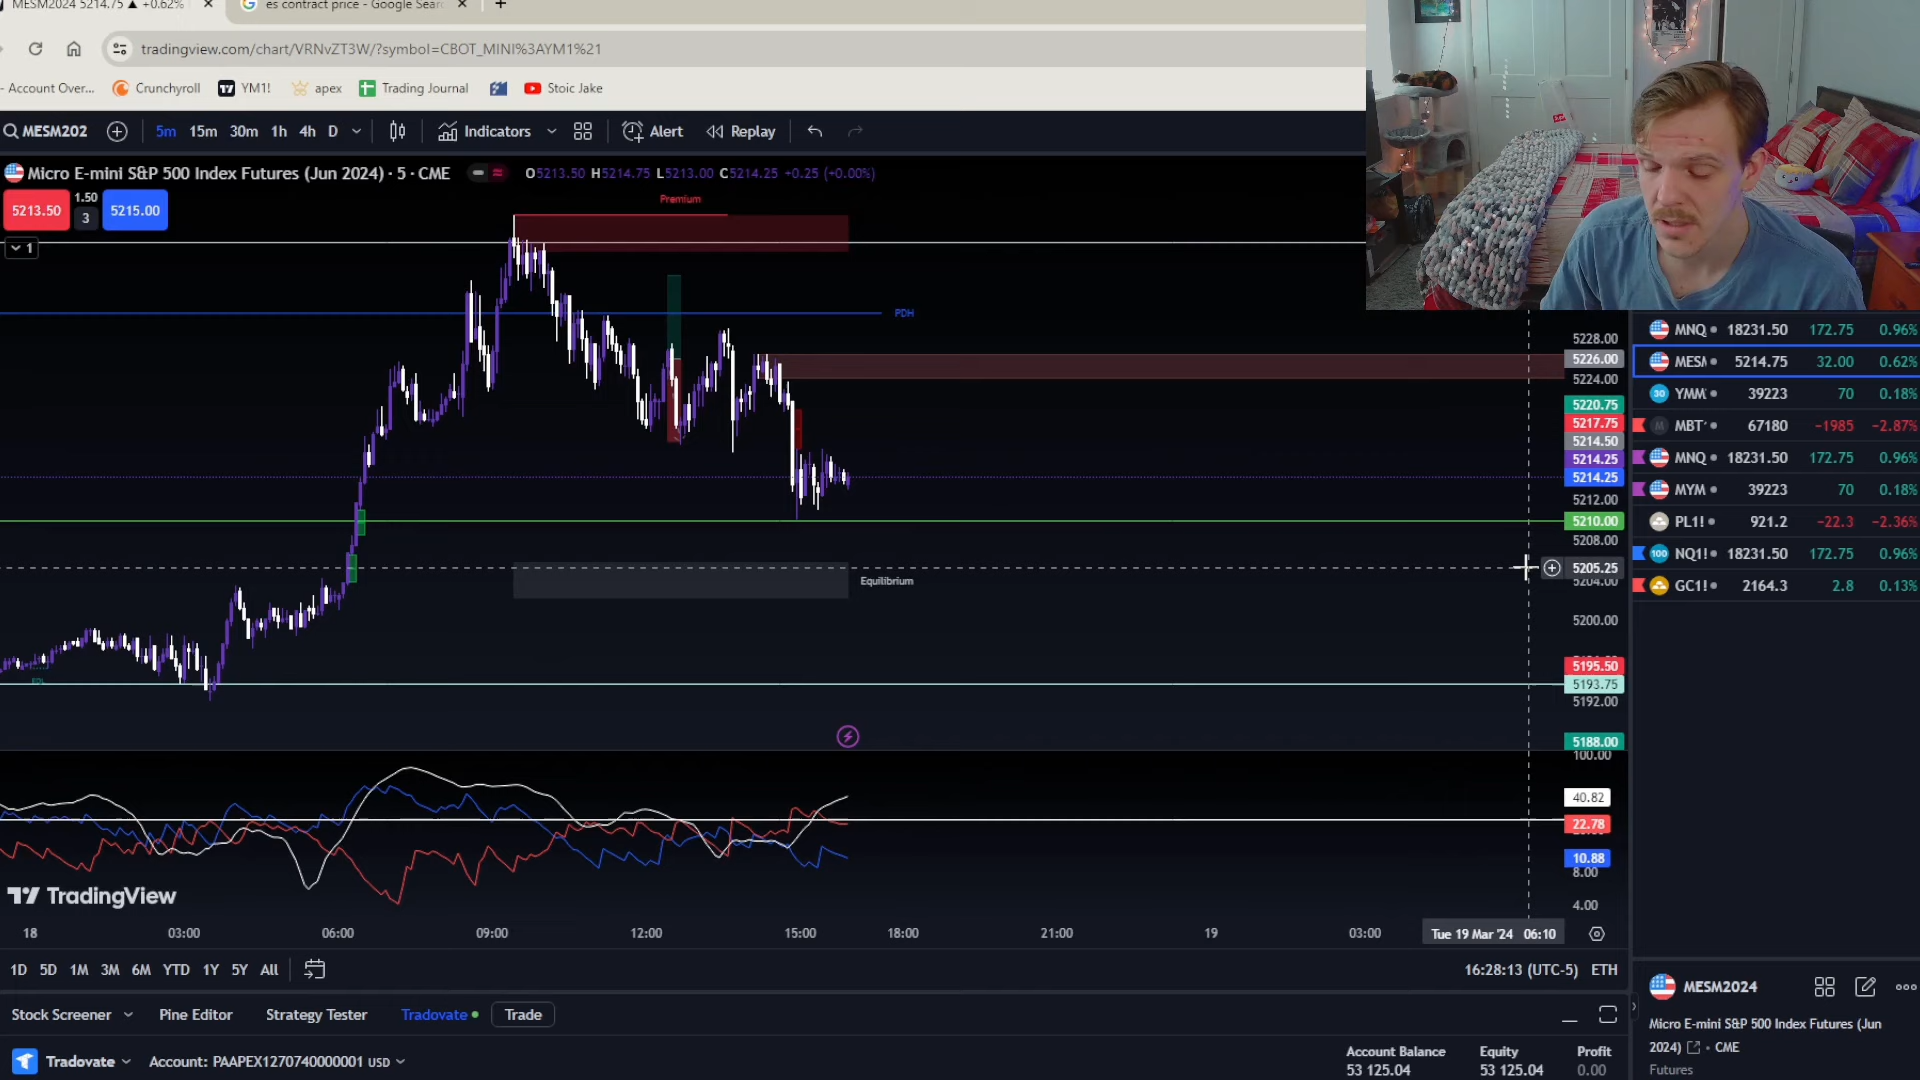 MESM2024 5214.75 ▲ +0.62%
es contract price - Google Sear
tradingview.com/chart/VRNvZT3W/?symbol=CBOT_MINI%3AYM1%21
- Account Over...
Crunchyroll
YM1!
apex
Trading Journal
Stoic Jake
MESM202
5m 15m 30m 1h 4h D
Indicators
Alert
Replay
Micro E-mini S&P 500 Index Futures (Jun 2024) · 5 · CME
O5213.50 H5214.75 L5213.00 C5214.25 +0.25 (+0.00%)
5213.50
1.50
3
5215.00
1
Premium
PDH
Equilibrium
5228.00
5226.00
5224.00
5220.75
5217.75
5214.50
5214.25
5214.25
5212.00
5210.00
5208.00
5205.25
5204.00
5200.00
5195.50
5193.75
5192.00
5188.00
100.00
40.82
22.78
10.88
8.00
4.00
MNQ 18231.50 172.75 0.96%
MESM 5214.75 32.00 0.62%
YMM 39223 70 0.18%
MBT 67180 −1985 −2.87%
MNQ 18231.50 172.75 0.96%
MYM 39223 70 0.18%
PL1! 921.2 −22.3 −2.36%
NQ1! 18231.50 172.75 0.96%
GC1! 2164.3 2.8 0.13%
TradingView
18 03:00 06:00 09:00 12:00 15:00 18:00 21:00 19 03:00 Tue 19 Mar '24 06:10
1D 5D 1M 3M 6M YTD 1Y 5Y All
16:28:13 (UTC-5) ETH
Stock Screener
Pine Editor
Strategy Tester
Tradovate
Trade
Tradovate
Account: PAAPEX1270740000001 USD
Account Balance
53 125.04
Equity
53 125.04
Profit
0.00
MESM2024
Micro E-mini S&P 500 Index Futures (Jun
2024) · CME
Futures